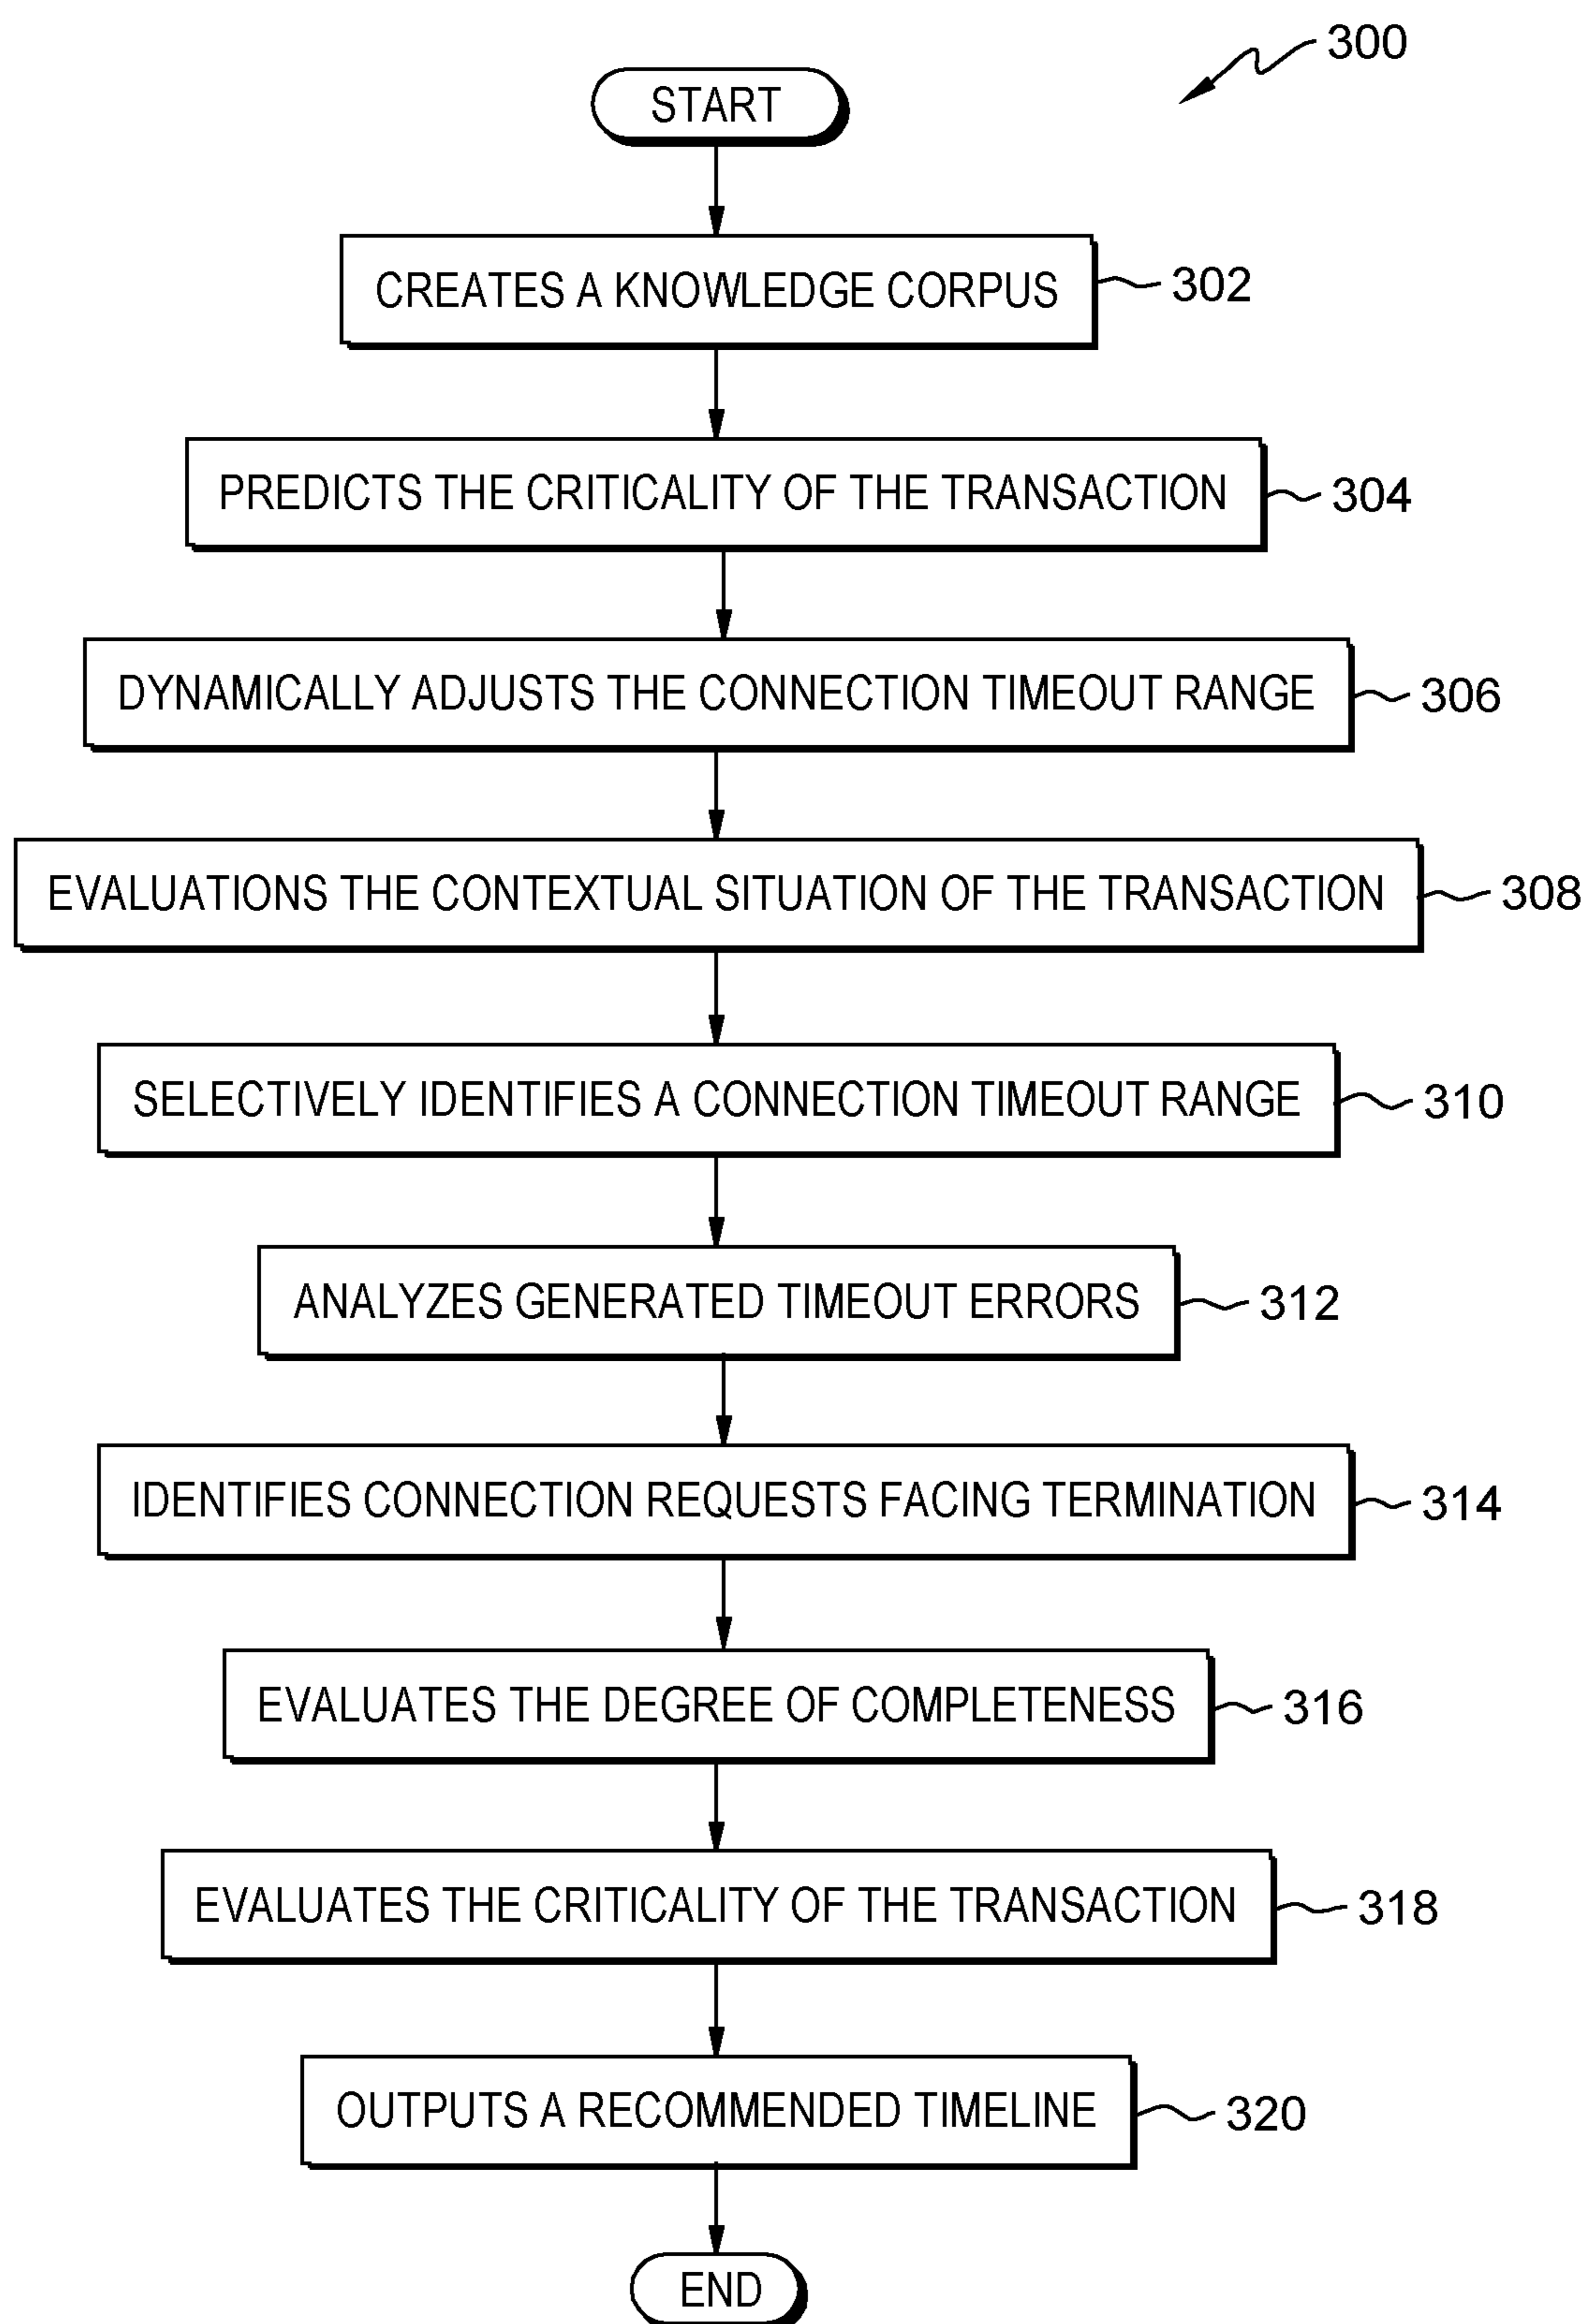 300
START
CREATES A KNOWLEDGE CORPUS
302
PREDICTS THE CRITICALITY OF THE TRANSACTION
304
DYNAMICALLY ADJUSTS THE CONNECTION TIMEOUT RANGE
306
EVALUATIONS THE CONTEXTUAL SITUATION OF THE TRANSACTION
308
SELECTIVELY IDENTIFIES A CONNECTION TIMEOUT RANGE
310
ANALYZES GENERATED TIMEOUT ERRORS
312
IDENTIFIES CONNECTION REQUESTS FACING TERMINATION
314
EVALUATES THE DEGREE OF COMPLETENESS
316
EVALUATES THE CRITICALITY OF THE TRANSACTION
318
OUTPUTS A RECOMMENDED TIMELINE
320
END